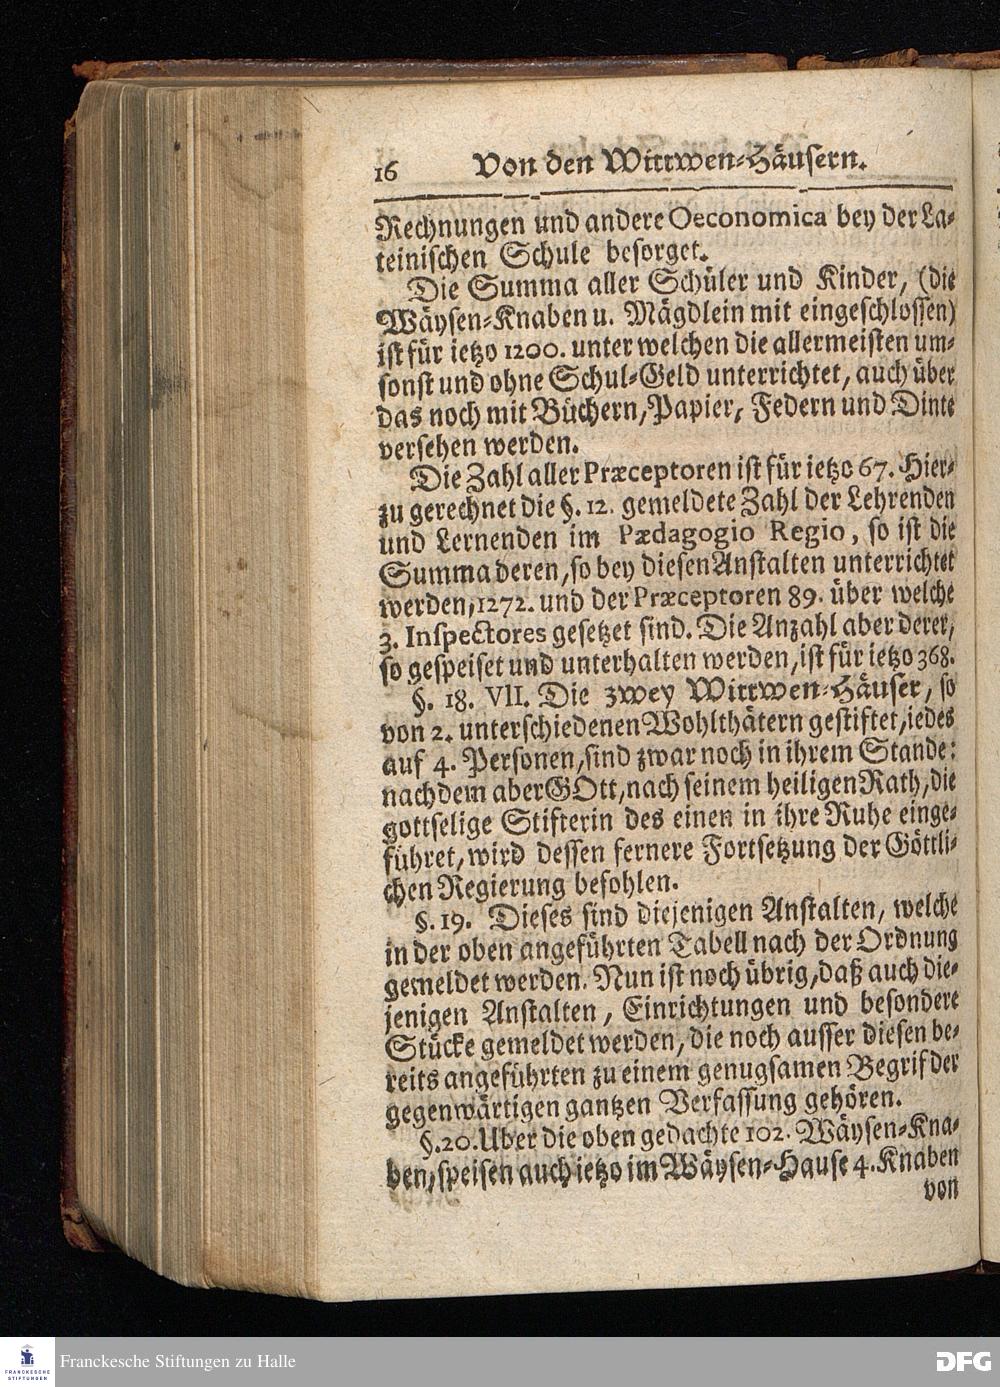 16 Von den Wittwen-Häusern.
Rechnungen und andere Oeconomica bey der La-
teinischen Schule besorget.
Die Summa aller Schüler und Kinder, (die
Wäysen-Knaben u. Mägdlein mit eingeschlossen)
ist für ietzo 1200. unter welchen die allermeisten um-
sonst und ohne Schul-Geld unterrichtet, auch über
das noch mit Büchern, Papier, Federn und Dinte
versehen werden.
Die Zahl aller Præceptoren ist für ietzo 67. Hier-
zu gerechnet die §. 12. gemeldete Zahl der Lehrenden
und Lernenden im Pædagogio Regio, so ist die
Summa deren, so bey diesen Anstalten unterrichtet
werden, 1272. und der Præceptoren 89. über welche
3. Inspectores gesetzet sind. Die Anzahl aber derer,
so gespeiset und unterhalten werden, ist für ietzo 368.
§. 18. VII. Die zwey Wittwen-Häuser, so
von 2. unterschiedenen Wohlthätern gestiftet, iedes
auf 4. Personen, sind zwar noch in ihrem Stande:
nachdem aber GOtt, nach seinem heiligen Rath, die
gottselige Stifterin des einen in ihre Ruhe einge-
führet, wird dessen fernere Fortsetzung der Göttli-
chen Regierung befohlen.
§. 19. Dieses sind diejenigen Anstalten, welche
in der oben angeführten Tabell nach der Ordnung
gemeldet werden. Nun ist noch übrig, daß auch die-
jenigen Anstalten, Einrichtungen und besondere
Stücke gemeldet werden, die noch ausser diesen be-
reits angeführten zu einem genugsamen Begrif der
gegenwärtigen gantzen Verfassung gehören.
§. 20. Uber die oben gedachte 102. Wäysen-Kna-
ben, speisen auch ietzo im Wäysen-Hause 4. Knaben
von
FRANCKESCHE STIFTUNGEN
Franckesche Stiftungen zu Halle
DFG